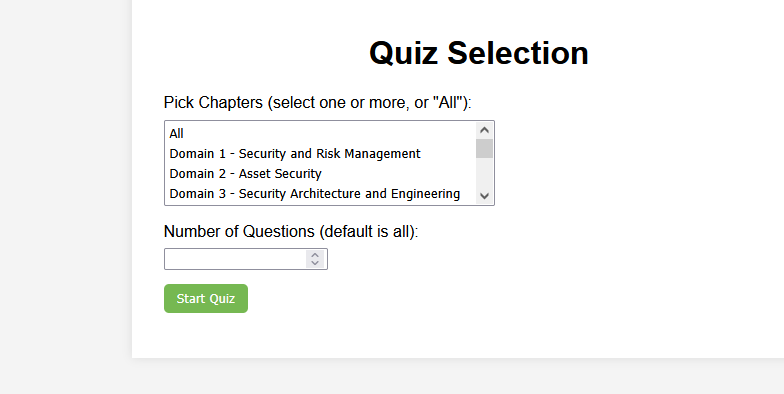 Quiz Selection
Pick Chapters (select one or more, or "All"):
All
Domain 1 - Security and Risk Management
Domain 2 - Asset Security
Domain 3 - Security Architecture and Engineering
Number of Questions (default is all):
Start Quiz